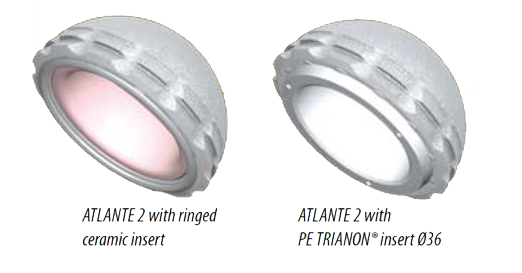 ATLANTE 2 with ringed
ceramic insert
ATLANTE 2 with
PE TRIANON® insert Ø36